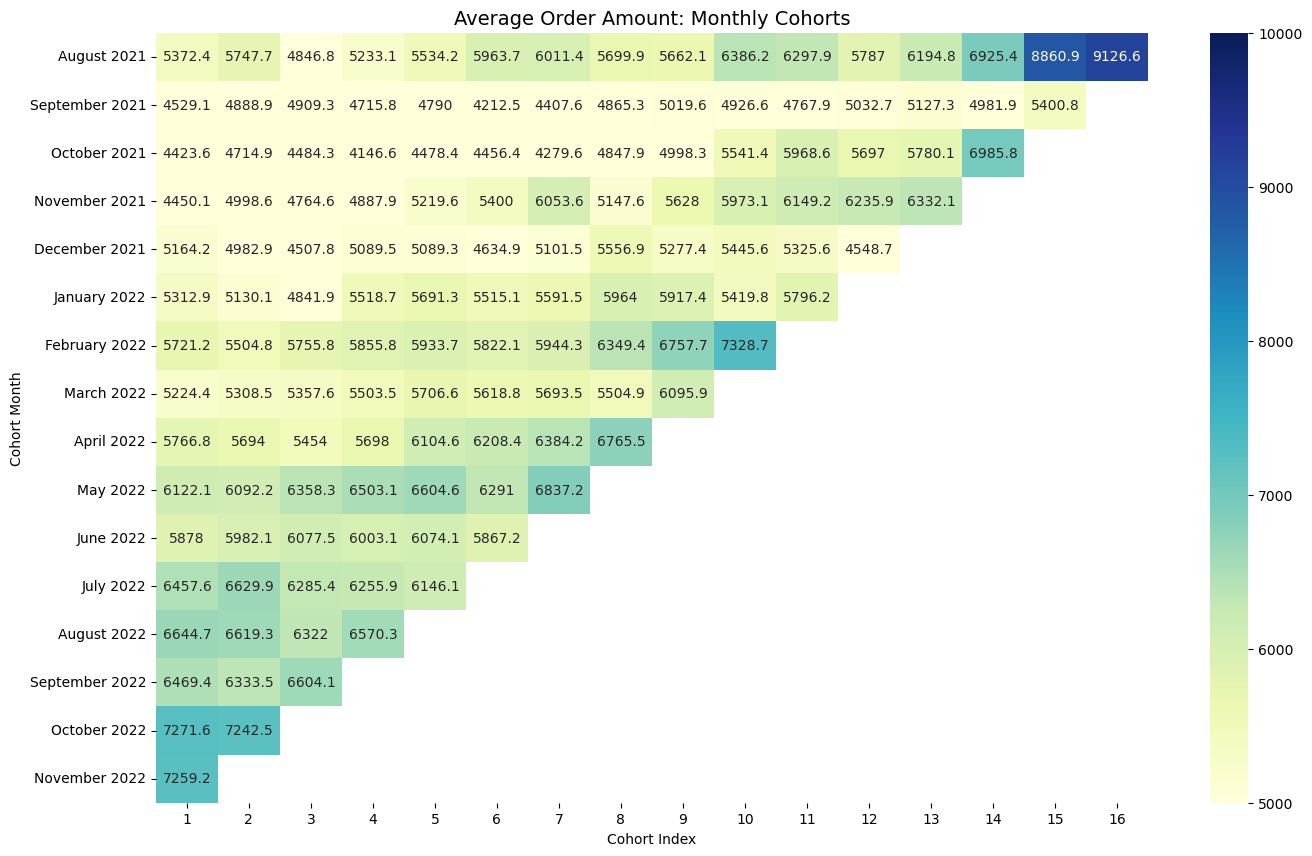 Average Order Amount: Monthly Cohorts
Cohort Month
August 2021 5372.4 5747.7 4846.8 5233.1 5534.2 5963.7 6011.4 5699.9 5662.1 6386.2 6297.9 5787 6194.8 6925.4 8860.9 9126.6
September 2021 4529.1 4888.9 4909.3 4715.8 4790 4212.5 4407.6 4865.3 5019.6 4926.6 4767.9 5032.7 5127.3 4981.9 5400.8
October 2021 4423.6 4714.9 4484.3 4146.6 4478.4 4456.4 4279.6 4847.9 4998.3 5541.4 5968.6 5697 5780.1 6985.8
November 2021 4450.1 4998.6 4764.6 4887.9 5219.6 5400 6053.6 5147.6 5628 5973.1 6149.2 6235.9 6332.1
December 2021 5164.2 4982.9 4507.8 5089.5 5089.3 4634.9 5101.5 5556.9 5277.4 5445.6 5325.6 4548.7
January 2022 5312.9 5130.1 4841.9 5518.7 5691.3 5515.1 5591.5 5964 5917.4 5419.8 5796.2
February 2022 5721.2 5504.8 5755.8 5855.8 5933.7 5822.1 5944.3 6349.4 6757.7 7328.7
March 2022 5224.4 5308.5 5357.6 5503.5 5706.6 5618.8 5693.5 5504.9 6095.9
April 2022 5766.8 5694 5454 5698 6104.6 6208.4 6384.2 6765.5
May 2022 6122.1 6092.2 6358.3 6503.1 6604.6 6291 6837.2
June 2022 5878 5982.1 6077.5 6003.1 6074.1 5867.2
July 2022 6457.6 6629.9 6285.4 6255.9 6146.1
August 2022 6644.7 6619.3 6322 6570.3
September 2022 6469.4 6333.5 6604.1
October 2022 7271.6 7242.5
November 2022 7259.2
1 2 3 4 5 6 7 8 9 10 11 12 13 14 15 16
Cohort Index
10000
9000
8000
7000
6000
5000